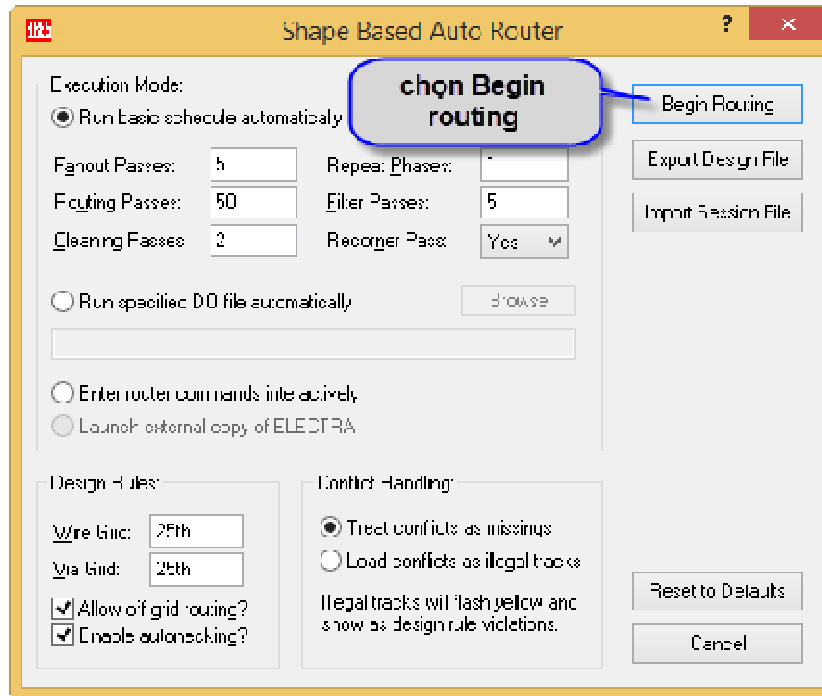 Shape Based Auto Router
?
Execution Mode:
Run basic schedule automatically
chọn Begin
routing
Begin Routing
Fanout Passes: 5
Repeat Phases: 1
Export Design File
Routing Passes: 50
Filter Passes: 5
Import Session File
Cleaning Passes: 2
Recorner Pass: Yes
Run specified DO file automatically
Browse
Enter router commands interactively
Launch external copy of ELECTRA
Design Rules:
Conflict Handling:
Wire Grid: 25th
Treat conflicts as missings
Via Grid: 25th
Load conflicts as illegal tracks
Allow off grid routing?
Illegal tracks will flash yellow and
Enable autonecking?
show as design rule violations.
Reset to Defaults
Cancel